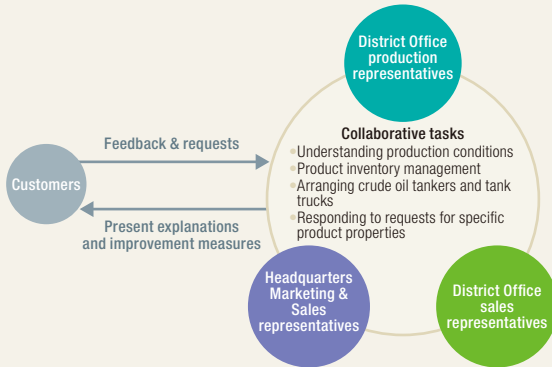 District Office
production
representatives
Feedback & requests
Customers
Present explanations
and improvement measures
Collaborative tasks
•Understanding production conditions
•Product inventory management
•Arranging crude oil tankers and tank
trucks
•Responding to requests for specific
product properties
Headquarters
Marketing &
Sales
representatives
District Office
sales
representatives